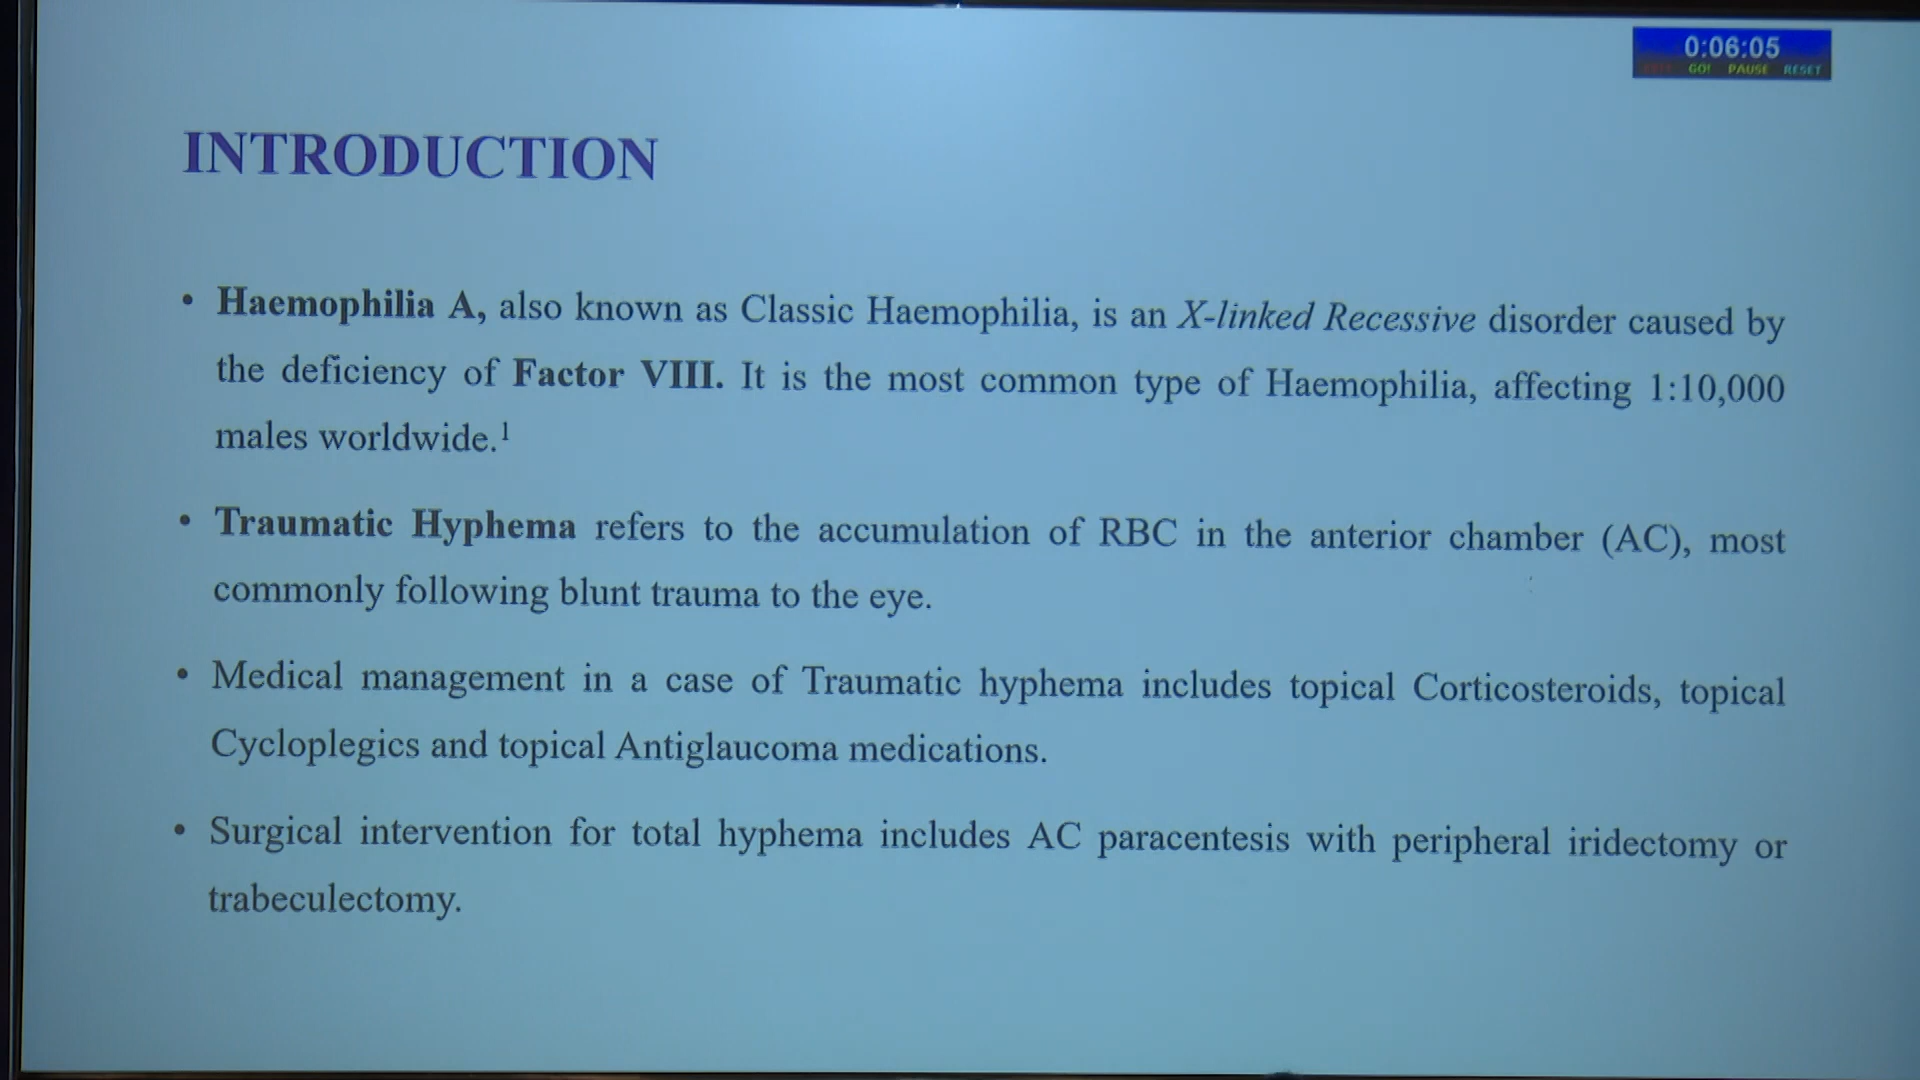 0:06:05
GO! PAUSE RESET
INTRODUCTION
• Haemophilia A, also known as Classic Haemophilia, is an X-linked Recessive disorder caused by
the deficiency of Factor VIII. It is the most common type of Haemophilia, affecting 1:10,000
males worldwide.¹
• Traumatic Hyphema refers to the accumulation of RBC in the anterior chamber (AC), most
commonly following blunt trauma to the eye.
• Medical management in a case of Traumatic hyphema includes topical Corticosteroids, topical
Cycloplegics and topical Antiglaucoma medications.
• Surgical intervention for total hyphema includes AC paracentesis with peripheral iridectomy or
trabeculectomy.